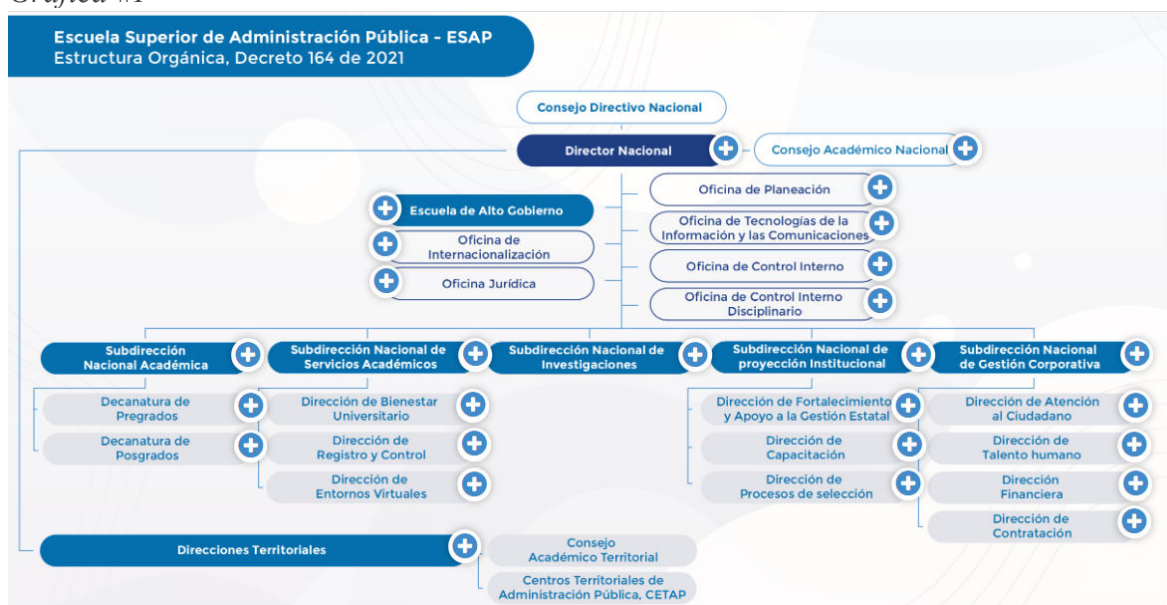 Gráfica #1
Escuela Superior de Administración Pública - ESAP
Estructura Orgánica, Decreto 164 de 2021
Consejo Directivo Nacional
Director Nacional
Consejo Académico Nacional
Escuela de Alto Gobierno
Oficina de
Internacionalización
Oficina Jurídica
Oficina de Planeación
Oficina de Tecnologías de la
Información y las Comunicaciones
Oficina de Control Interno
Oficina de Control Interno
Disciplinario
Subdirección
Nacional Académica
Decanatura de
Pregrados
Decanatura de
Posgrados
Subdirección Nacional de
Servicios Académicos
Dirección de Bienestar
Universitario
Dirección de
Registro y Control
Dirección de
Entornos Virtuales
Subdirección Nacional de
Investigaciones
Subdirección Nacional de
proyección Institucional
Dirección de Fortalecimiento
y Apoyo a la Gestión Estatal
Dirección de
Capacitación
Dirección de
Procesos de selección
Subdirección Nacional
de Gestión Corporativa
Dirección de Atención
al Ciudadano
Dirección de
Talento humano
Dirección
Financiera
Dirección de
Contratación
Direcciones Territoriales
Consejo
Académico Territorial
Centros Territoriales de
Administración Pública, CETAP